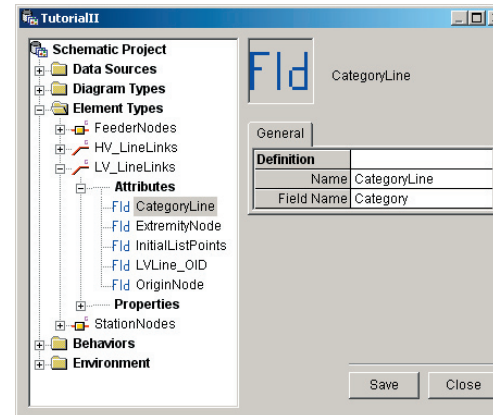 TutorialII
Schematic Project
Data Sources
Diagram Types
Element Types
FeederNodes
HV_LineLinks
LV_LineLinks
Attributes
Fld CategoryLine
Fld ExtremityNode
Fld InitialListPoints
Fld LVLine_OID
Fld OriginNode
Properties
StationNodes
Behaviors
Environment
Fld CategoryLine
General
Definition
Name CategoryLine
Field Name Category
Save Close